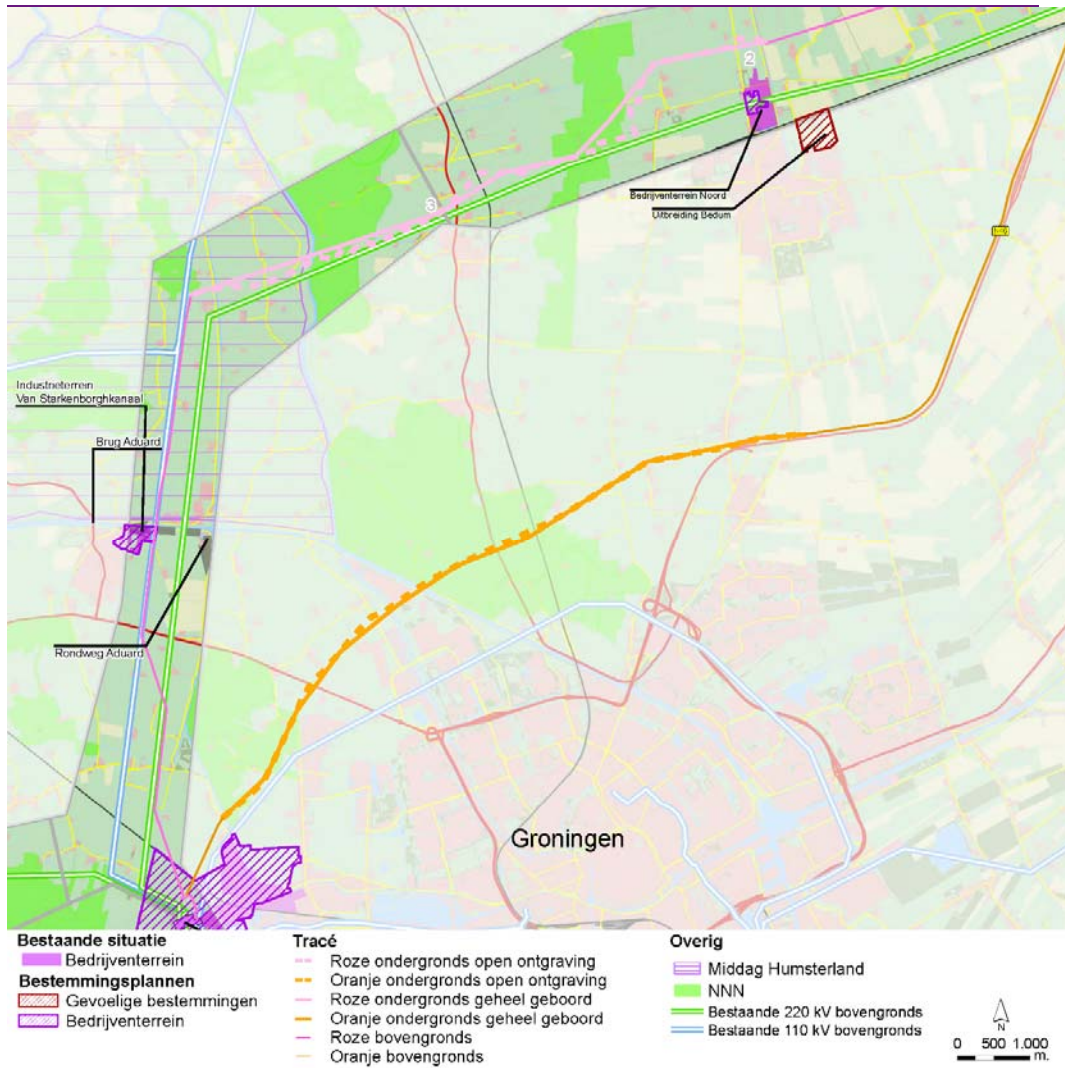 2
Bedrijventerrein Noord
Uitbreiding Bedum
3
Industrieterrein
Van Starkenborghkanaal
Brug Aduard
Rondweg Aduard
Groningen
Bestaande situatie
Bedrijventerrein
Bestemmingsplannen
Gevoelige bestemmingen
Bedrijventerrein
Tracé
Roze ondergronds open ontgraving
Oranje ondergronds open ontgraving
Roze ondergronds geheel geboord
Oranje ondergronds geheel geboord
Roze bovengronds
Oranje bovengronds
Overig
Middag Humsterland
NNN
Bestaande 220 kV bovengronds
Bestaande 110 kV bovengronds
N
0 500 1.000
m.